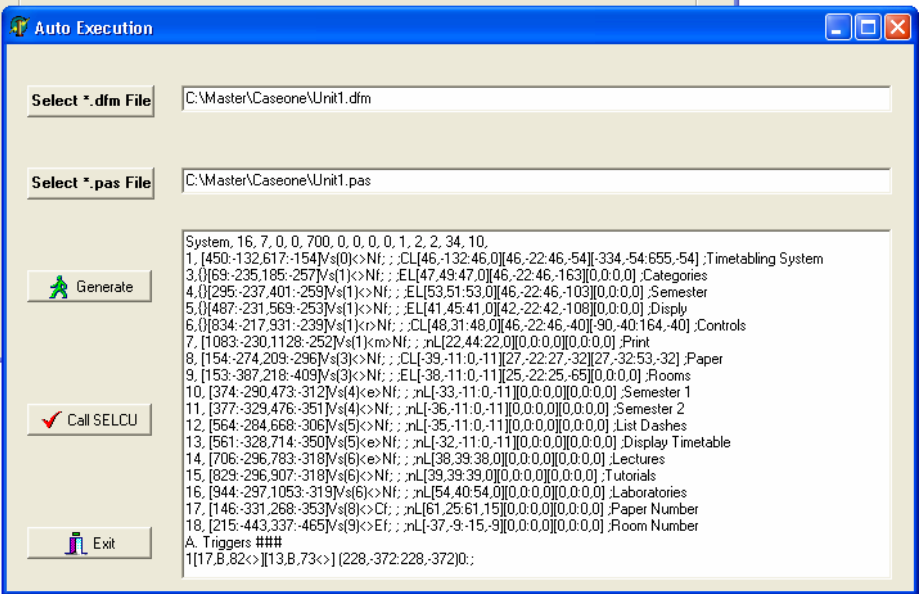 Auto Execution
Select *.dfm File
C:\Master\Caseone\Unit1.dfm
Select *.pas File
C:\Master\Caseone\Unit1.pas
System, 16, 7, 0, 0, 700, 0, 0, 0, 0, 1, 2, 2, 34, 10,
1, [450:-132,617:-154]Vs(0)<>Nf; ; ;CL[46,-132:46,0][46,-22:46,-54][-334,-54:655,-54] ;Timetabling System
3,{}[69:-235,185:-257]Vs(1)<>Nf; ; ;EL[47,49:47,0][46,-22:46,-163][0,0:0,0] ;Categories
4,{}[295:-237,401:-259]Vs(1)<>Nf; ; ;EL[53,51:53,0][46,-22:46,-103][0,0:0,0] ;Semester
5,{}[487:-231,569:-253]Vs(1)<>Nf; ; ;EL[41,45:41,0][42,-22:42,-108][0,0:0,0] ;Disply
6,{}[834:-217,931:-239]Vs(1)<r>Nf; ; ;CL[48,31:48,0][46,-22:46,-40][-90,-40:164,-40] ;Controls
7, [1083:-230,1128:-252]Vs(1)<m>Nf; ; ;nL[22,44:22,0][0,0:0,0][0,0:0,0] ;Print
8, [154:-274,209:-296]Vs(3)<>Nf; ; ;CL[-39,-11:0,-11][27,-22:27,-32][27,-32:53,-32] ;Paper
9, [153:-387,218:-409]Vs(3)<>Nf; ; ;EL[-38,-11:0,-11][25,-22:25,-65][0,0:0,0] ;Rooms
10, [374:-290,473:-312]Vs(4)<e>Nf; ; ;nL[-33,-11:0,-11][0,0:0,0][0,0:0,0] ;Semester 1
11, [377:-329,476:-351]Vs(4)<>Nf; ; ;nL[-36,-11:0,-11][0,0:0,0][0,0:0,0] ;Semester 2
12, [564:-284,668:-306]Vs(5)<>Nf; ; ;nL[-35,-11:0,-11][0,0:0,0][0,0:0,0] ;List Dashes
13, [561:-328,714:-350]Vs(5)<e>Nf; ; ;nL[-32,-11:0,-11][0,0:0,0][0,0:0,0] ;Display Timetable
14, [706:-296,783:-318]Vs(6)<e>Nf; ; ;nL[38,39:38,0][0,0:0,0][0,0:0,0] ;Lectures
15, [829:-296,907:-318]Vs(6)<>Nf; ; ;nL[39,39:39,0][0,0:0,0][0,0:0,0] ;Tutorials
16, [944:-297,1053:-319]Vs(6)<>Nf; ; ;nL[54,40:54,0][0,0:0,0][0,0:0,0] ;Laboratories
17, [146:-331,268:-353]Vs(8)<>Cf; ; ;nL[61,25:61,15][0,0:0,0][0,0:0,0] ;Paper Number
18, [215:-443,337:-465]Vs(9)<>Ef; ; ;nL[-37,-9:-15,-9][0,0:0,0][0,0:0,0] ;Room Number
A. Triggers ###
1[17,B,82<>][13,B,73<>] (228,-372:228,-372)0:;
Generate
Call SELCU
Exit